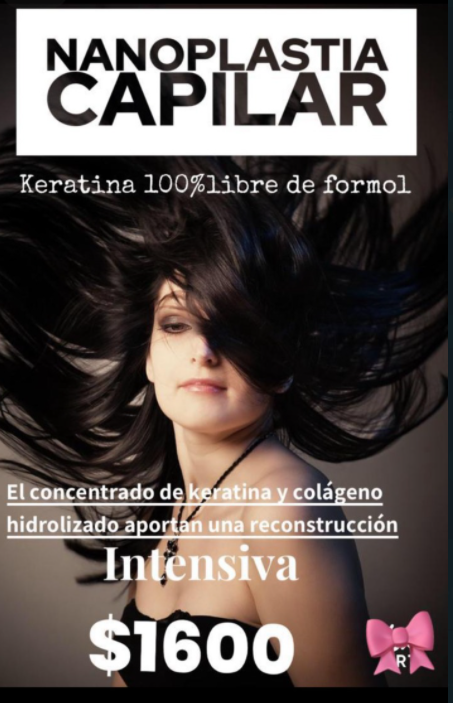 NANOPLASTIA
CAPILAR
Keratina 100%libre de formol
El concentrado de keratina y colágeno
hidrolizado aportan una reconstrucción
Intensiva
$1600